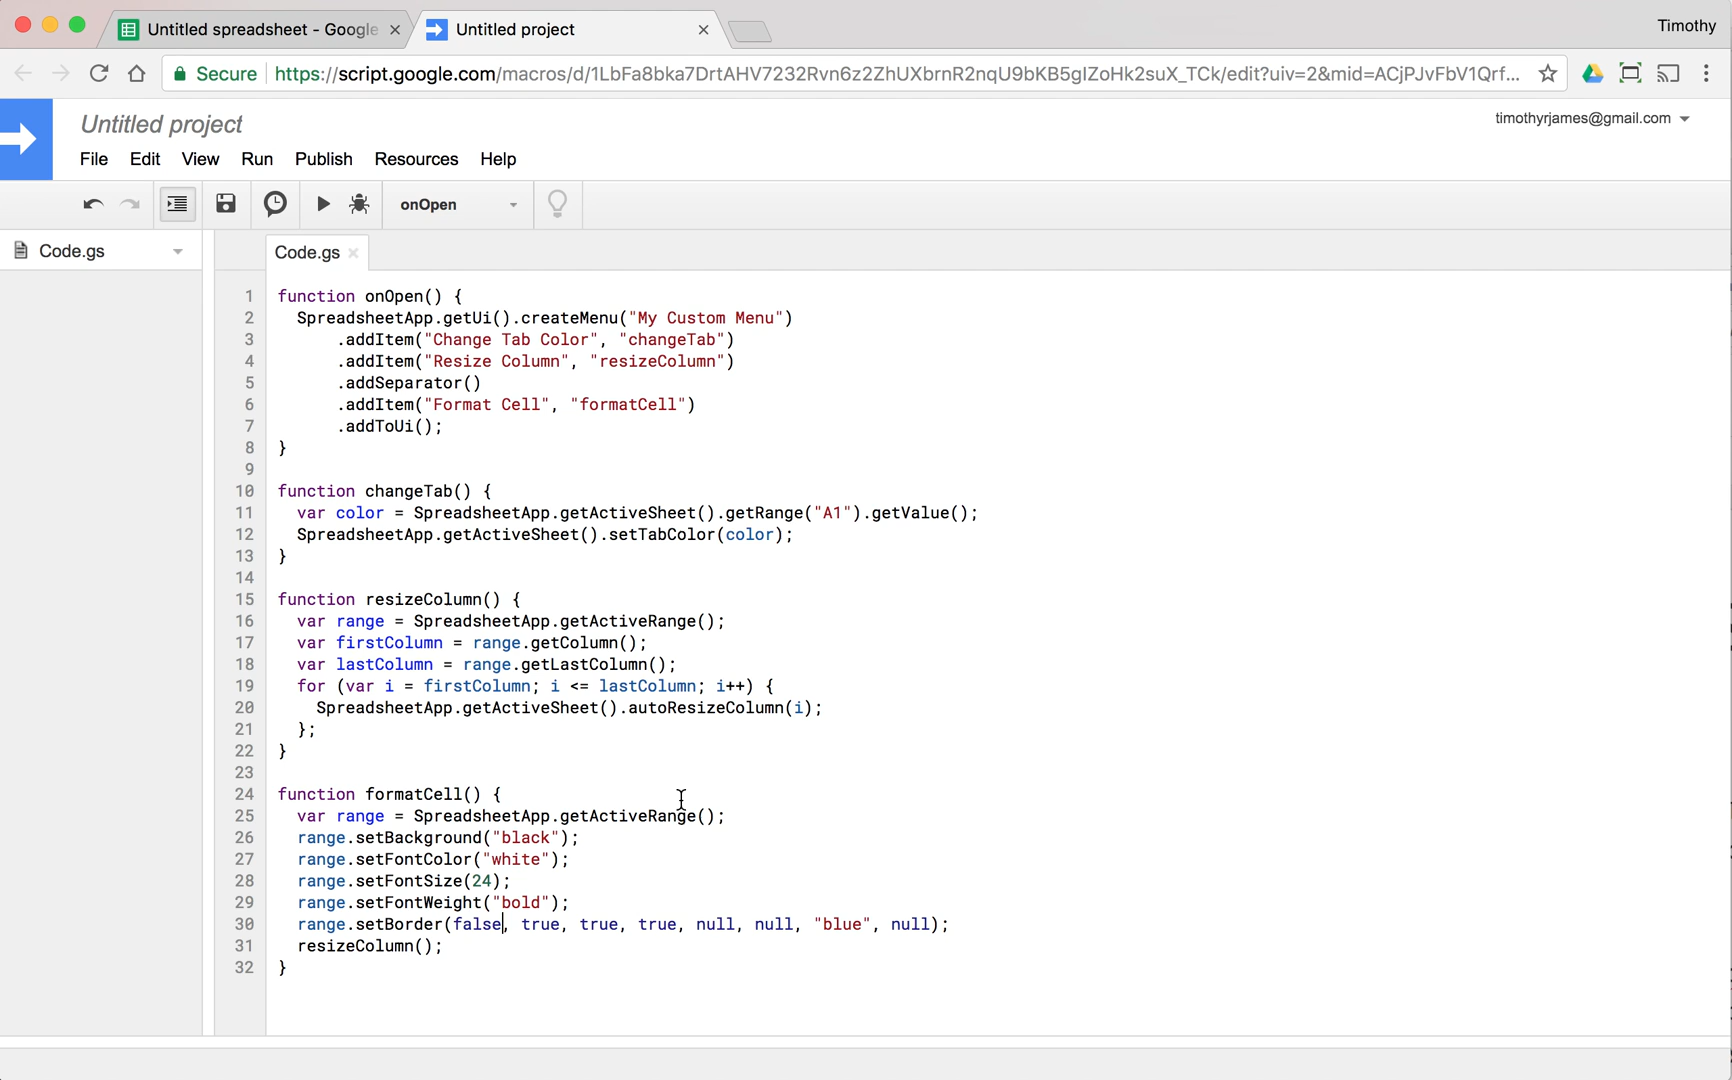 Untitled spreadsheet - Google
Untitled project
Timothy
Secure
https://script.google.com/macros/d/1LbFa8bka7DrtAHV7232Rvn6z2ZhUXbrnR2nqU9bKB5gIZoHk2suX_TCk/edit?uiv=2&mid=ACjPJvFbV1Qrf...
Untitled project
timothyrjames@gmail.com
File Edit View Run Publish Resources Help
onOpen
Code.gs
Code.gs
1 function onOpen() {
2 SpreadsheetApp.getUi().createMenu("My Custom Menu")
3 .addItem("Change Tab Color", "changeTab")
4 .addItem("Resize Column", "resizeColumn")
5 .addSeparator()
6 .addItem("Format Cell", "formatCell")
7 .addToUi();
8 }
9
10 function changeTab() {
11 var color = SpreadsheetApp.getActiveSheet().getRange("A1").getValue();
12 SpreadsheetApp.getActiveSheet().setTabColor(color);
13 }
14
15 function resizeColumn() {
16 var range = SpreadsheetApp.getActiveRange();
17 var firstColumn = range.getColumn();
18 var lastColumn = range.getLastColumn();
19 for (var i = firstColumn; i <= lastColumn; i++) {
20 SpreadsheetApp.getActiveSheet().autoResizeColumn(i);
21 };
22 }
23
24 function formatCell() {
25 var range = SpreadsheetApp.getActiveRange();
26 range.setBackground("black");
27 range.setFontColor("white");
28 range.setFontSize(24);
29 range.setFontWeight("bold");
30 range.setBorder(false, true, true, true, null, null, "blue", null);
31 resizeColumn();
32 }